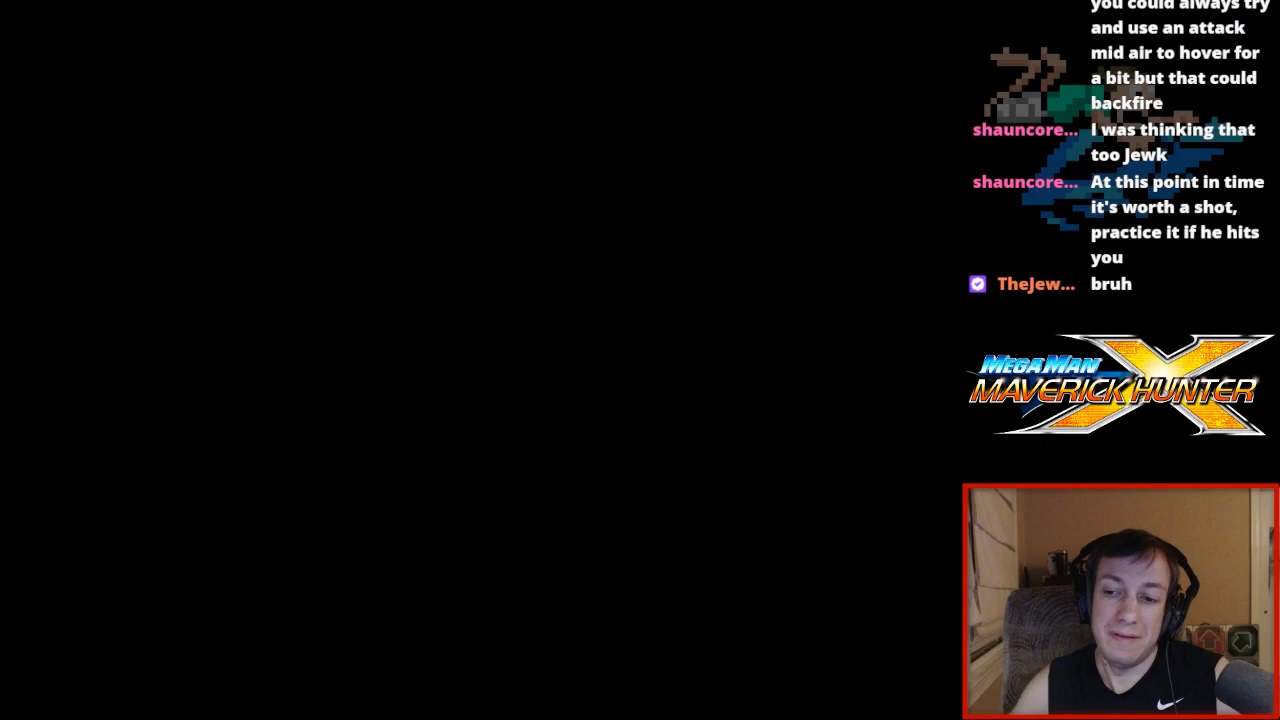 you could always try
and use an attack
mid air to hover for
a bit but that could
backfire
shauncore... I was thinking that
too Jewk
shauncore... At this point in time
it's worth a shot,
practice it if he hits
you
TheJew... bruh
MEGAMAN
MAVERICK HUNTER X